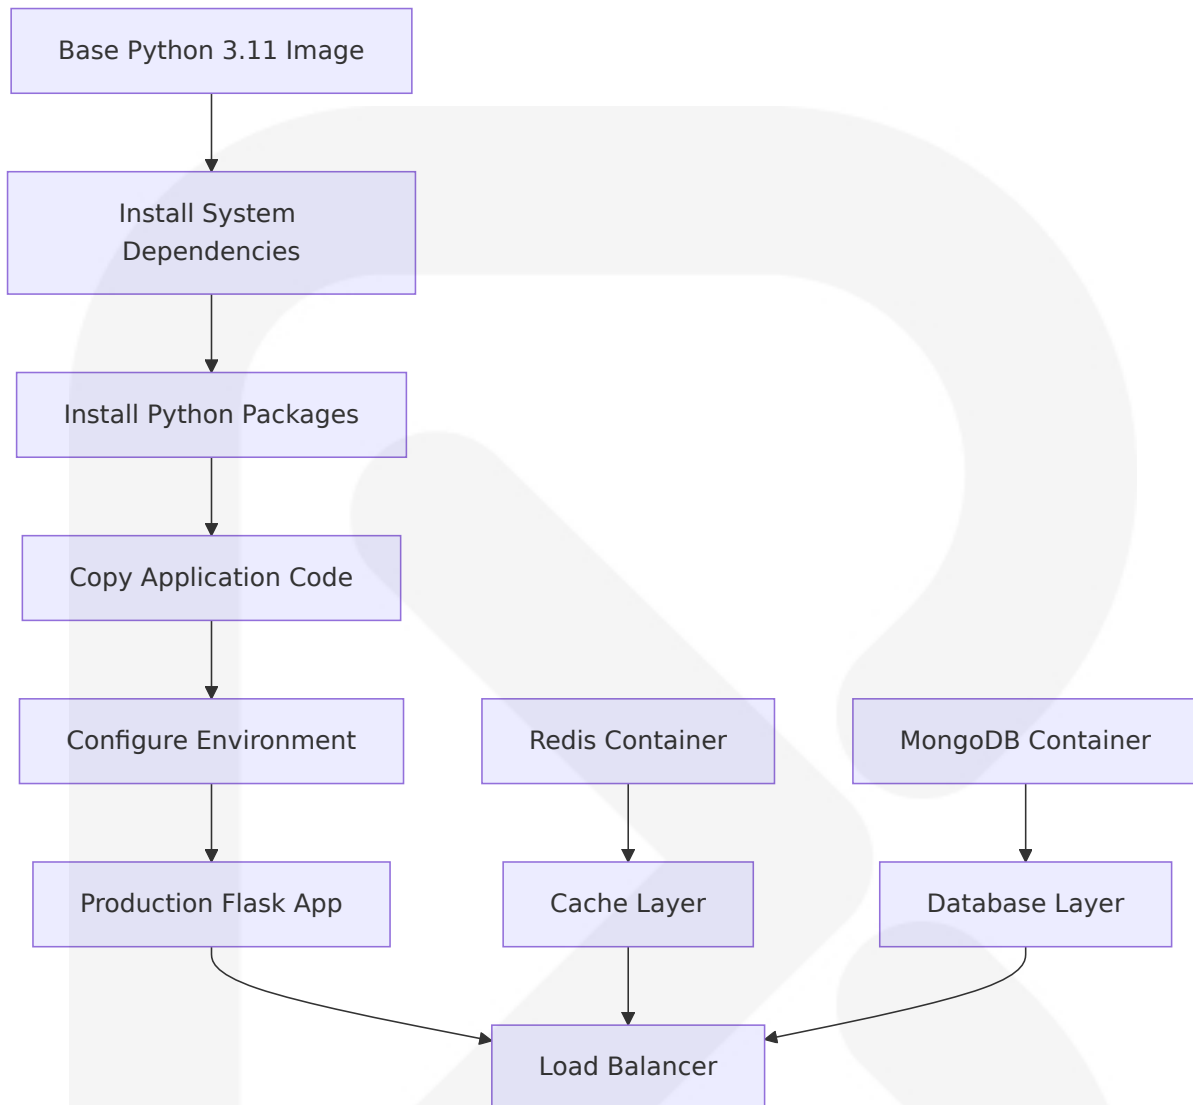 Base Python 3.11 Image
Install System
Dependencies
Install Python Packages
Copy Application Code
Configure Environment
Redis Container
MongoDB Container
Production Flask App
Cache Layer
Database Layer
Load Balancer